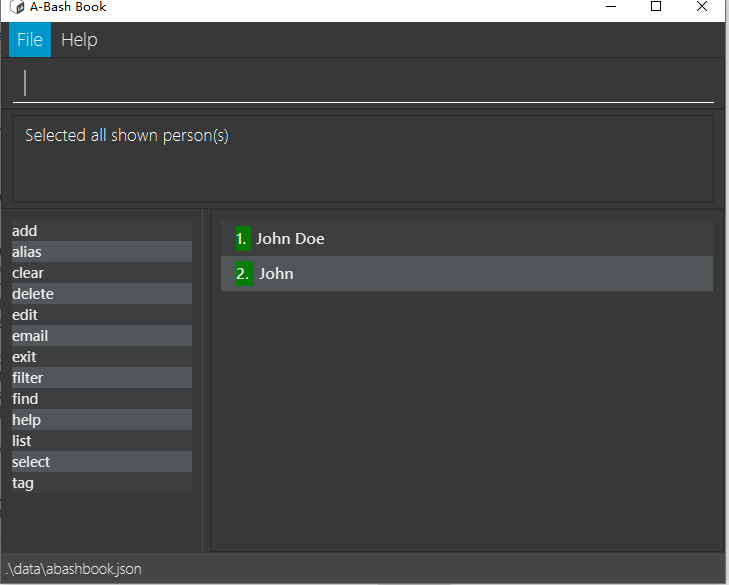 A-Bash Book
File Help
Selected all shown person(s)
add
alias
clear
delete
edit
email
exit
filter
find
help
list
select
tag
1. John Doe
2. John
.\data\abashbook.json